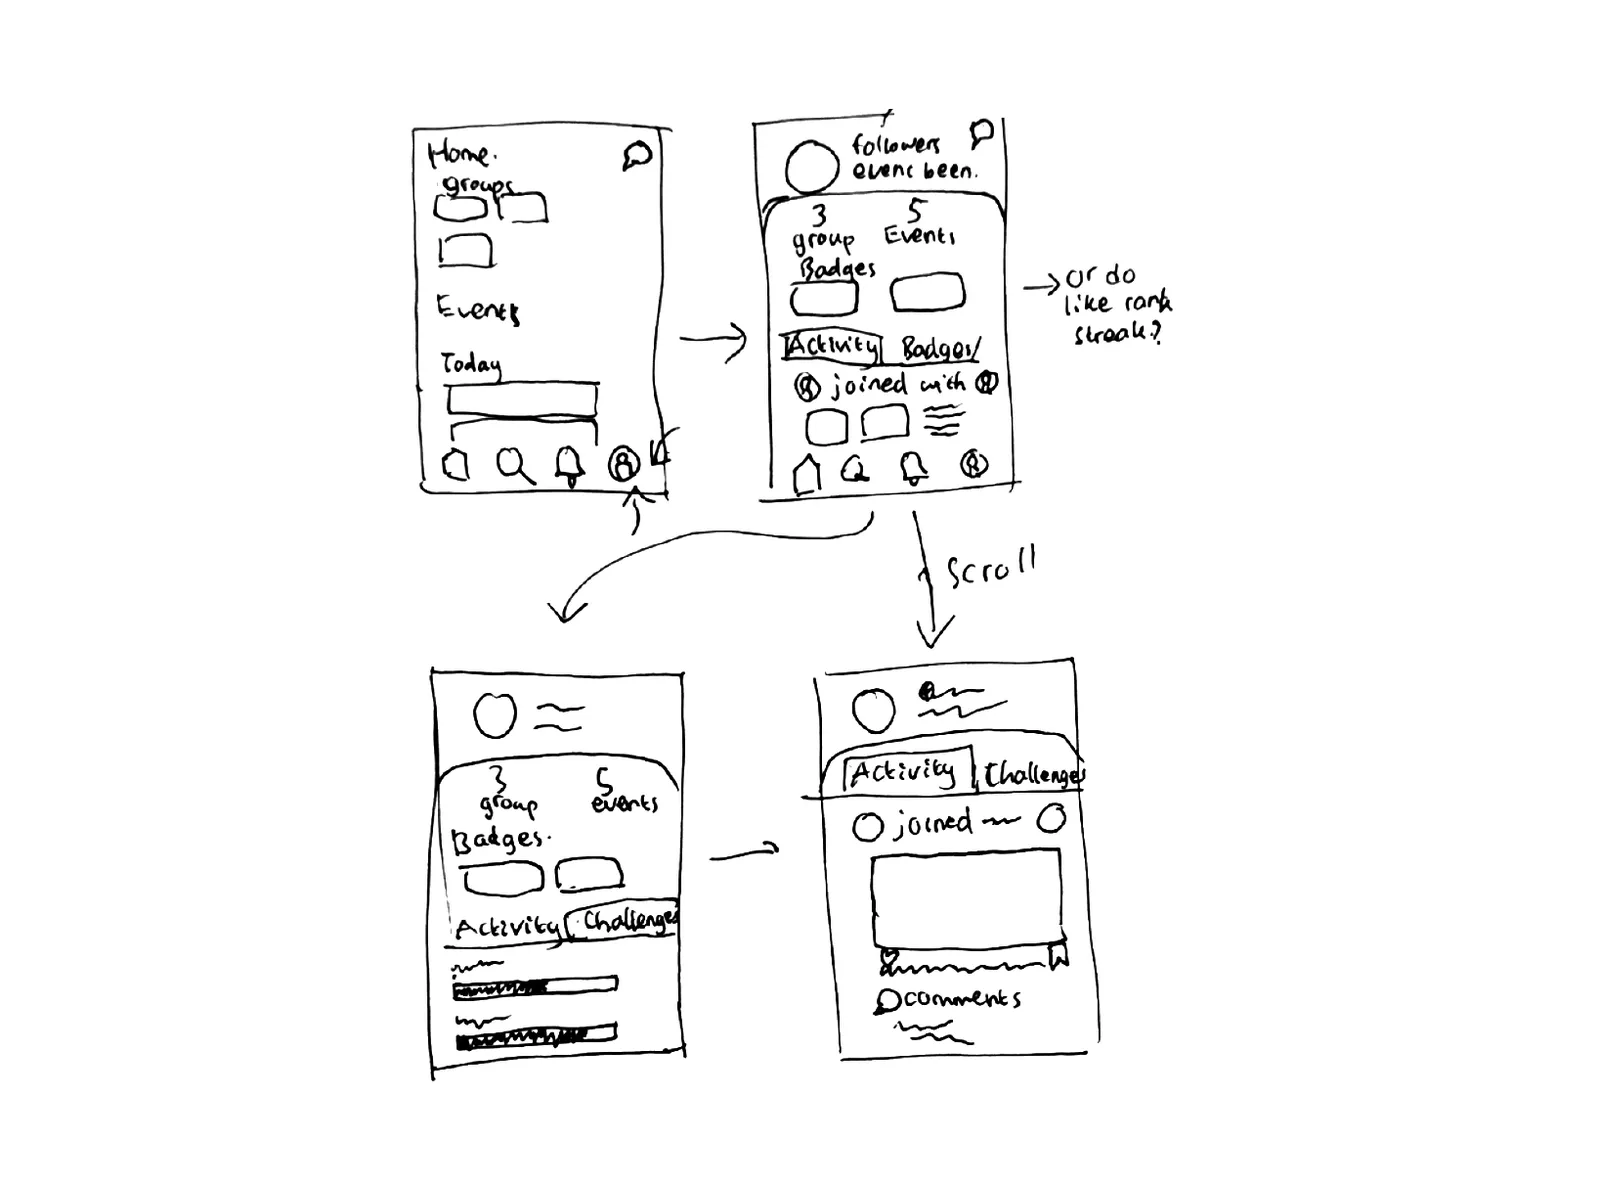 Home.
groups
Events
Today
followers
event been.
3 5
group Events
Badges
Activity Badges/
joined with
→ or do
like rank
streak?
Scroll
3 5
group events
Badges.
Activity Challenges
Activity Challenges
joined
comments